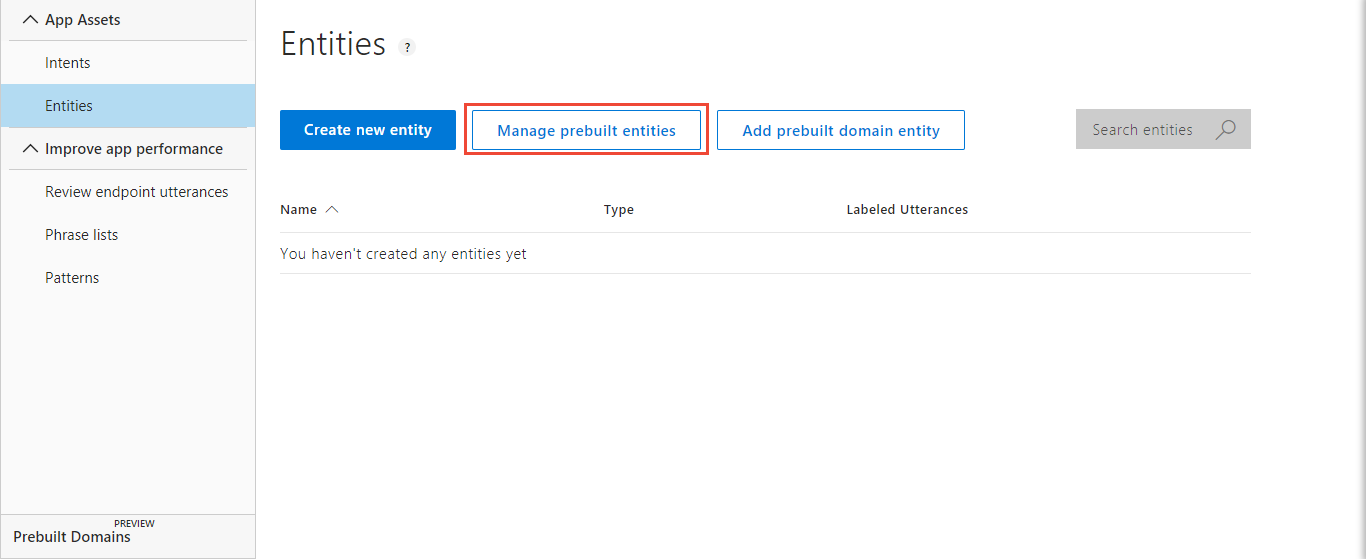 App Assets
Intents
Entities
Improve app performance
Review endpoint utterances
Phrase lists
Patterns
PREVIEW
Prebuilt Domains
Entities ?
Create new entity Manage prebuilt entities Add prebuilt domain entity Search entities
Name Type Labeled Utterances
You haven't created any entities yet